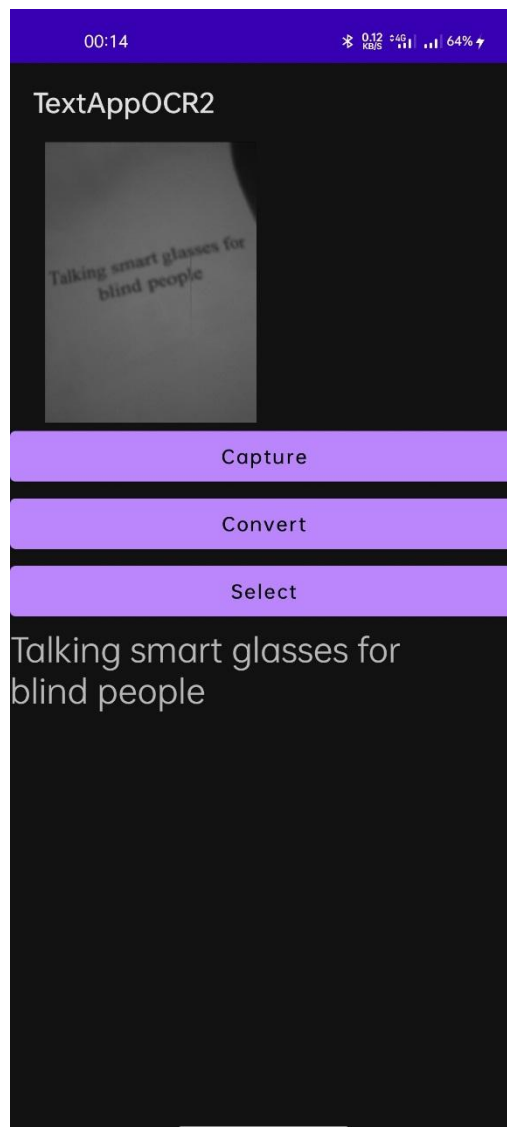 00:14
0.12 KB/S 4G 64%
TextAppOCR2
Talking smart glasses for
blind people
Capture
Convert
Select
Talking smart glasses for
blind people